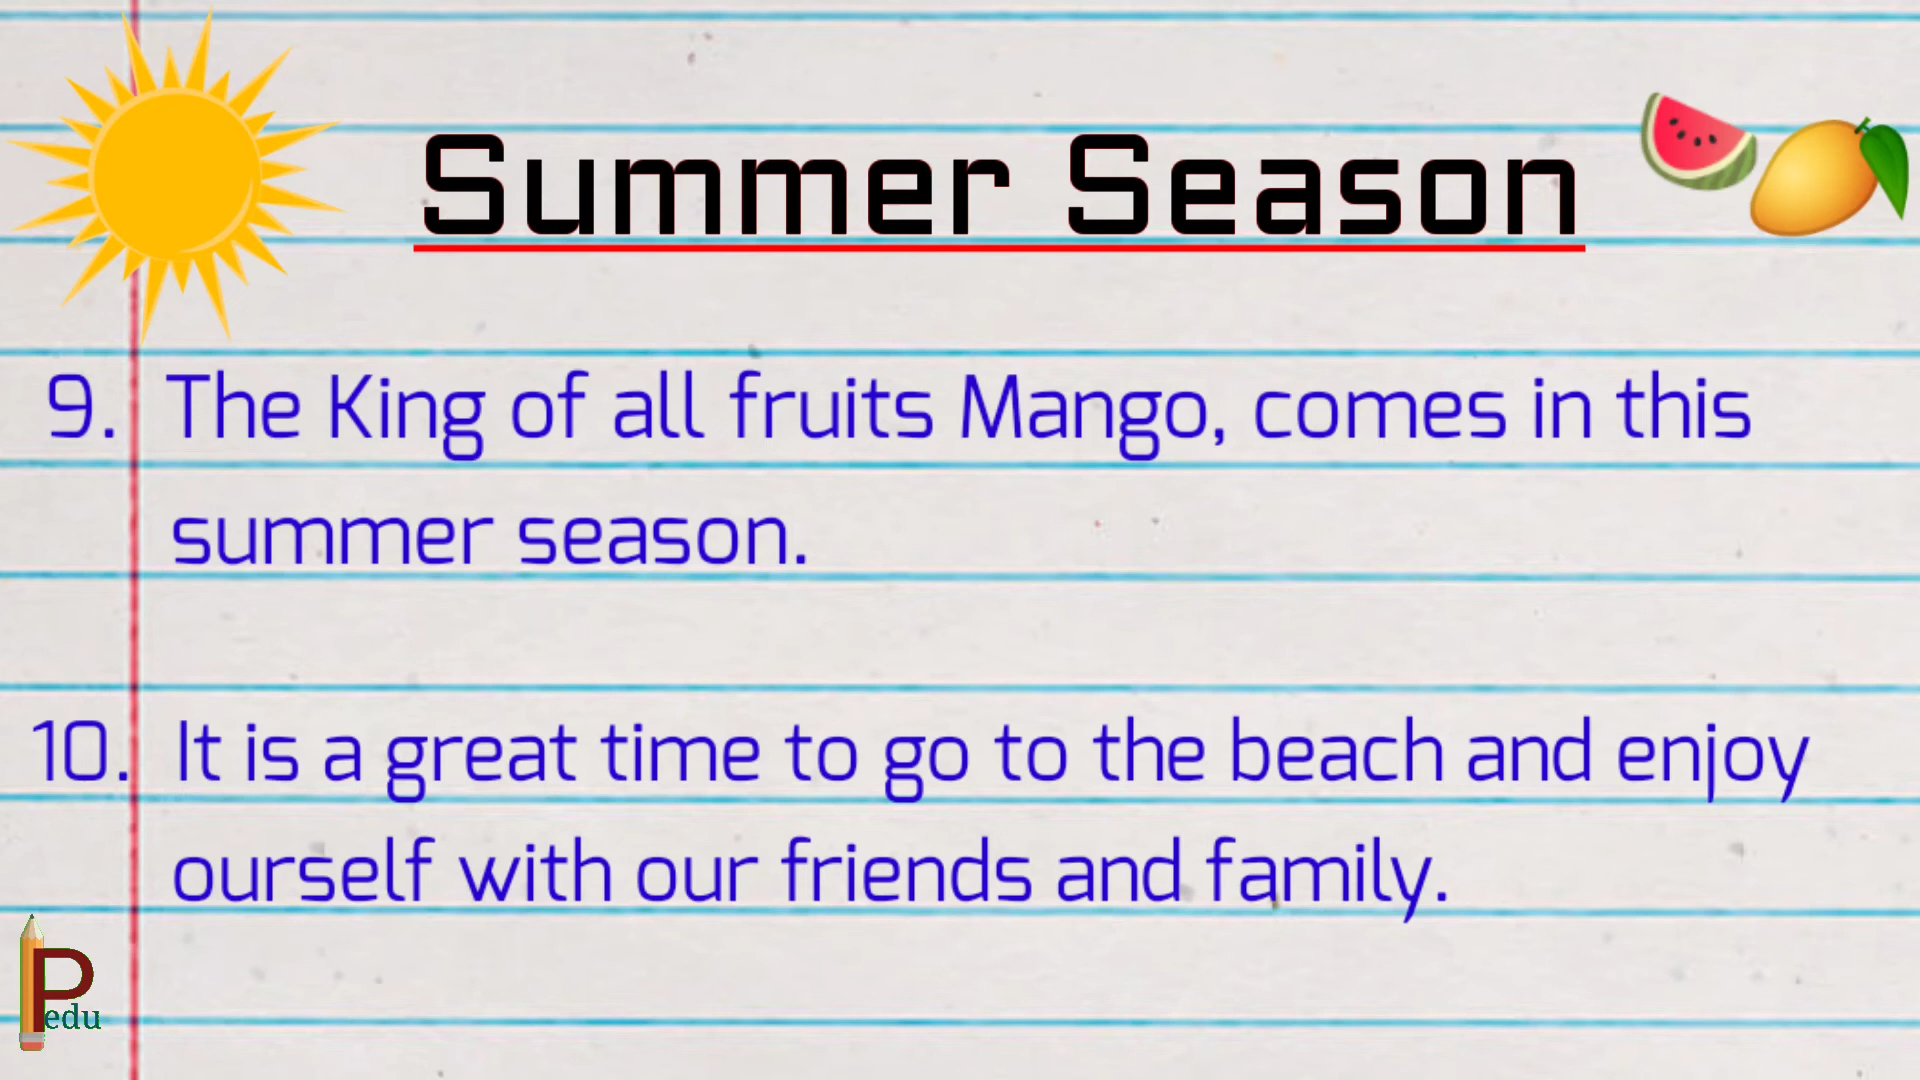 Summer Season
9. The King of all fruits Mango, comes in this
summer season.
10. It is a great time to go to the beach and enjoy
ourself with our friends and family.
P
edu